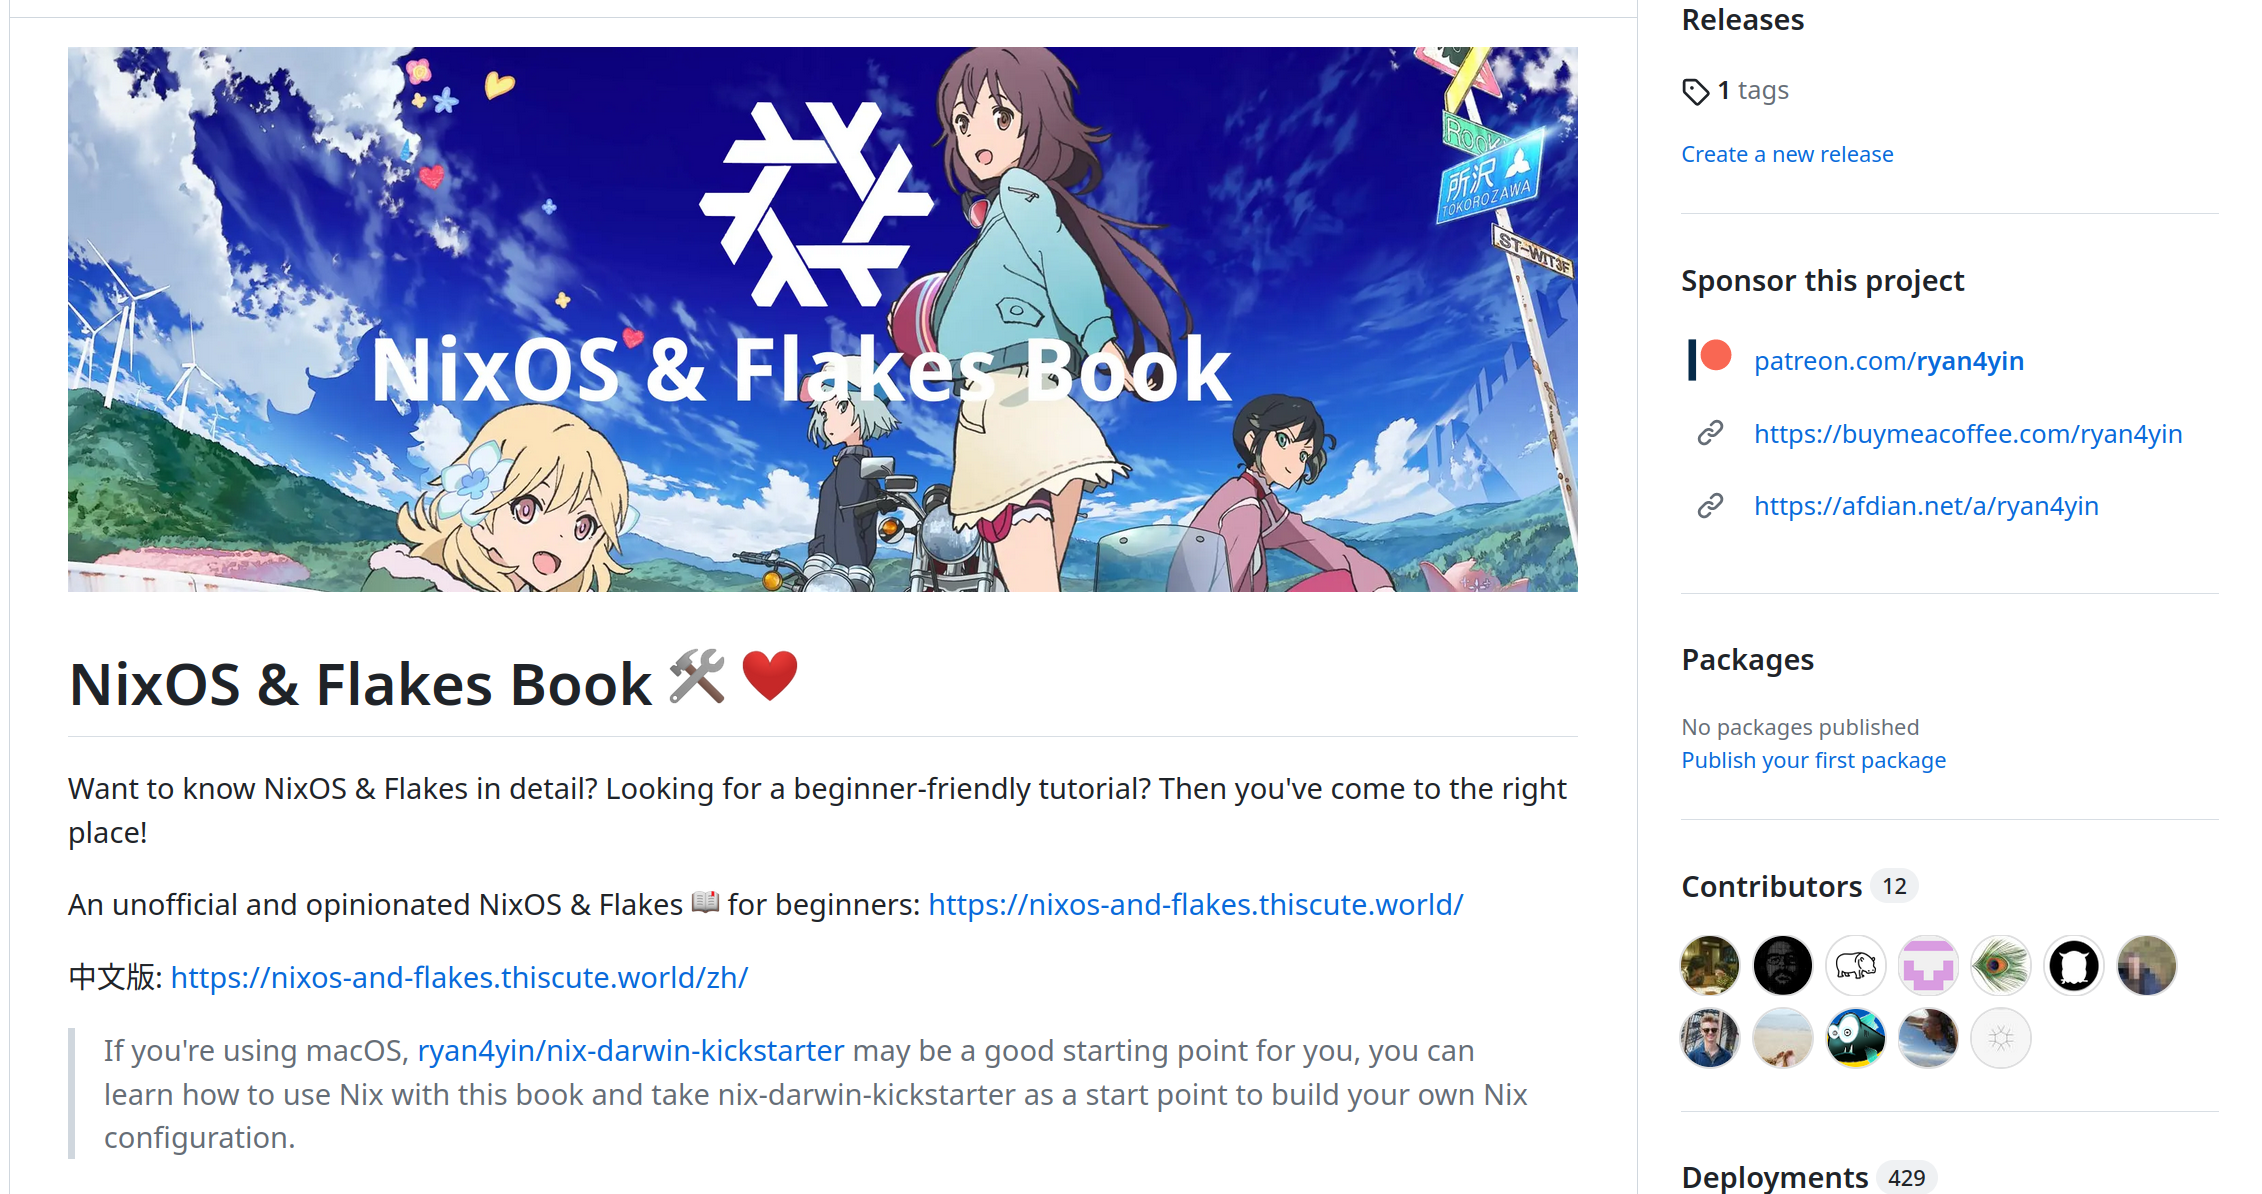 NixOS & Flakes Book
所沢
TOKOROZAWA
NixOS & Flakes Book
Want to know NixOS & Flakes in detail? Looking for a beginner-friendly tutorial? Then you've come to the right
place!
An unofficial and opinionated NixOS & Flakes 📖 for beginners: https://nixos-and-flakes.thiscute.world/
中文版: https://nixos-and-flakes.thiscute.world/zh/
If you're using macOS, ryan4yin/nix-darwin-kickstarter may be a good starting point for you, you can
learn how to use Nix with this book and take nix-darwin-kickstarter as a start point to build your own Nix
configuration.
Releases
1 tags
Create a new release
Sponsor this project
patreon.com/ryan4yin
https://buymeacoffee.com/ryan4yin
https://afdian.net/a/ryan4yin
Packages
No packages published
Publish your first package
Contributors 12
Deployments 429